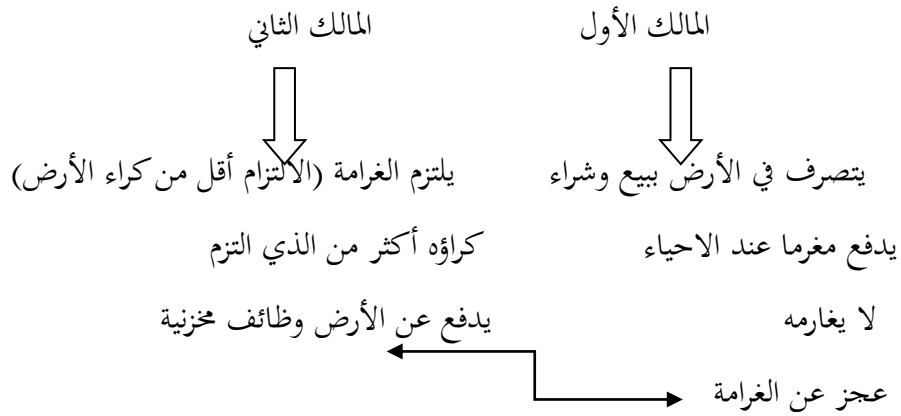 المالك الأول المالك الثاني
يتصرف في الأرض ببيع وشراء يلتزم الغرامة (الالتزام أقل من كراء الأرض)
يدفع مغرما عند الاحياء كراؤه أكثر من الذي التزم
لا يغارمه يدفع عن الأرض وظائف مخزنية
عجز عن الغرامة